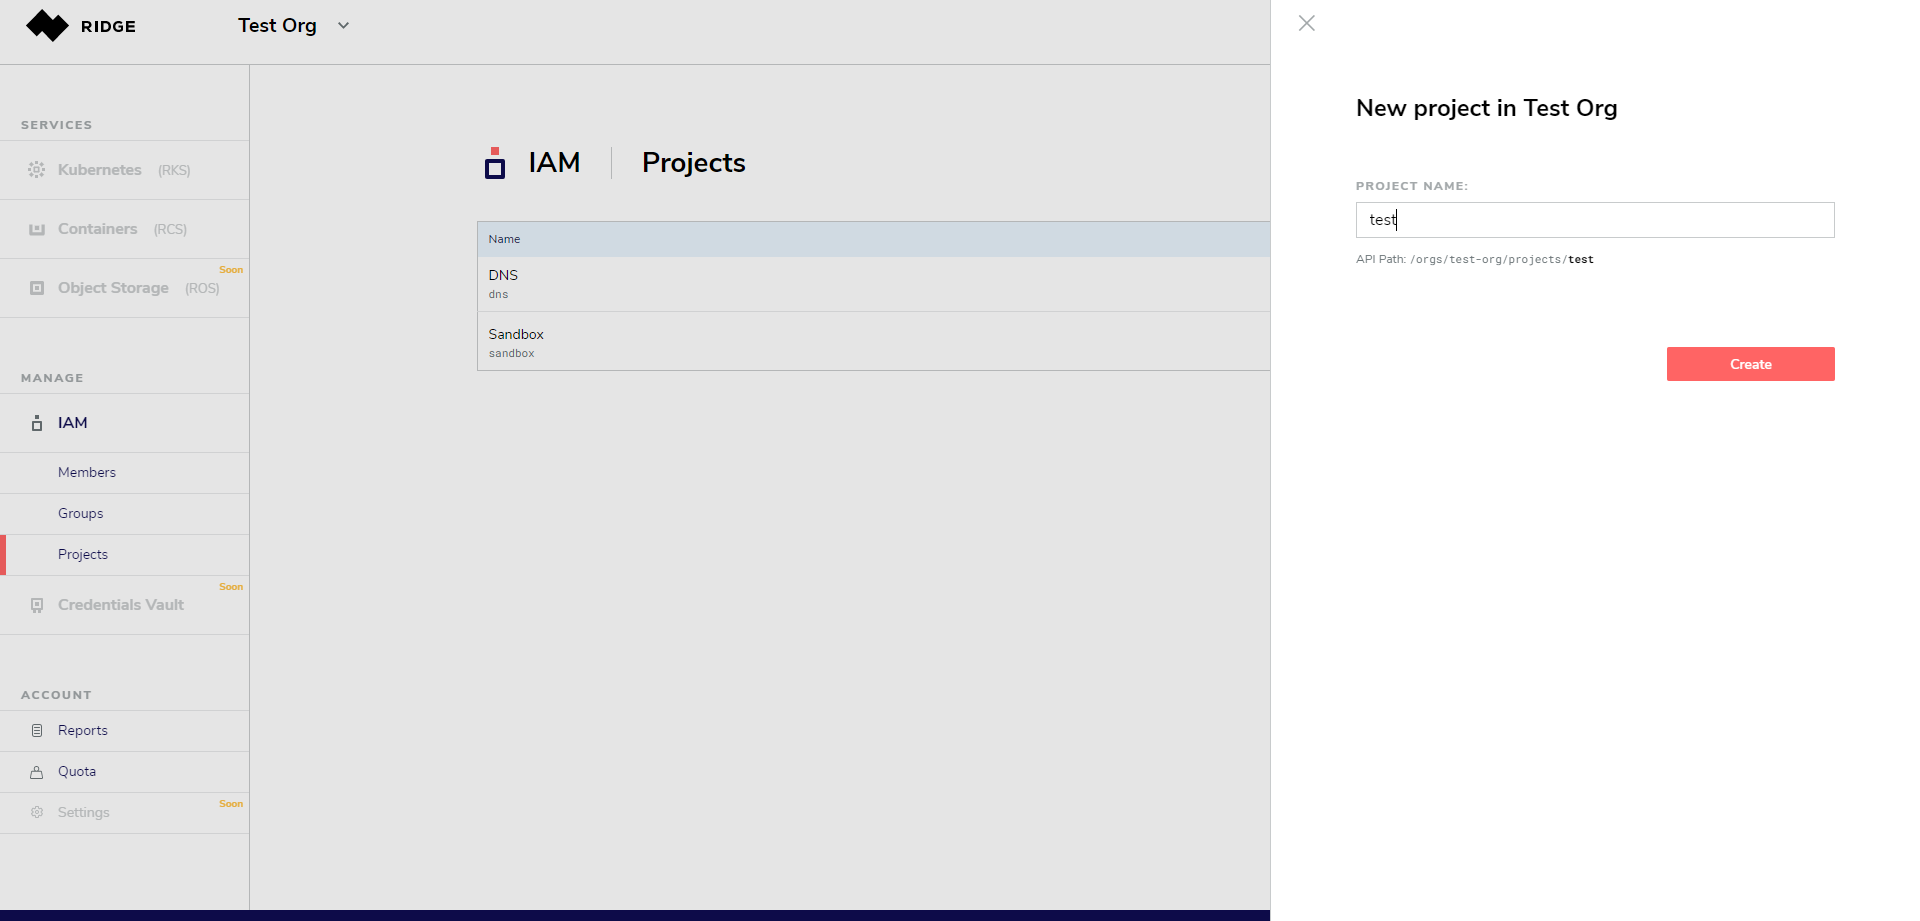 RIDGE
Test Org
SERVICES
Kubernetes (RKS)
Containers (RCS)
Soon
Object Storage (ROS)
MANAGE
IAM
Members
Groups
Projects
Soon
Credentials Vault
ACCOUNT
Reports
Quota
Soon
Settings
IAM Projects
Name
DNS
dns
Sandbox
sandbox
New project in Test Org
PROJECT NAME:
test
API Path: /orgs/test-org/projects/test
Create